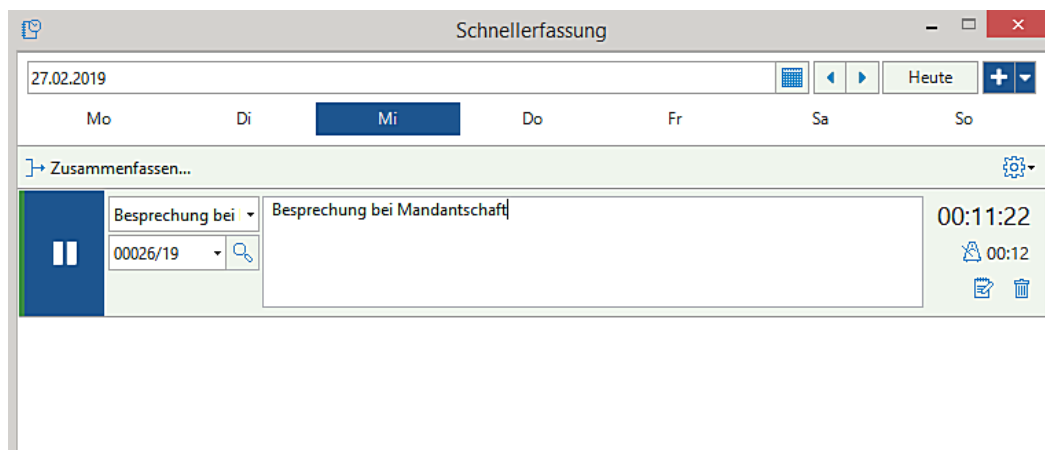 Schnellerfassung
27.02.2019
Heute
Mo Di Mi Do Fr Sa So
Zusammenfassen...
Besprechung bei
Besprechung bei Mandantschaft
00:11:22
00026/19
00:12